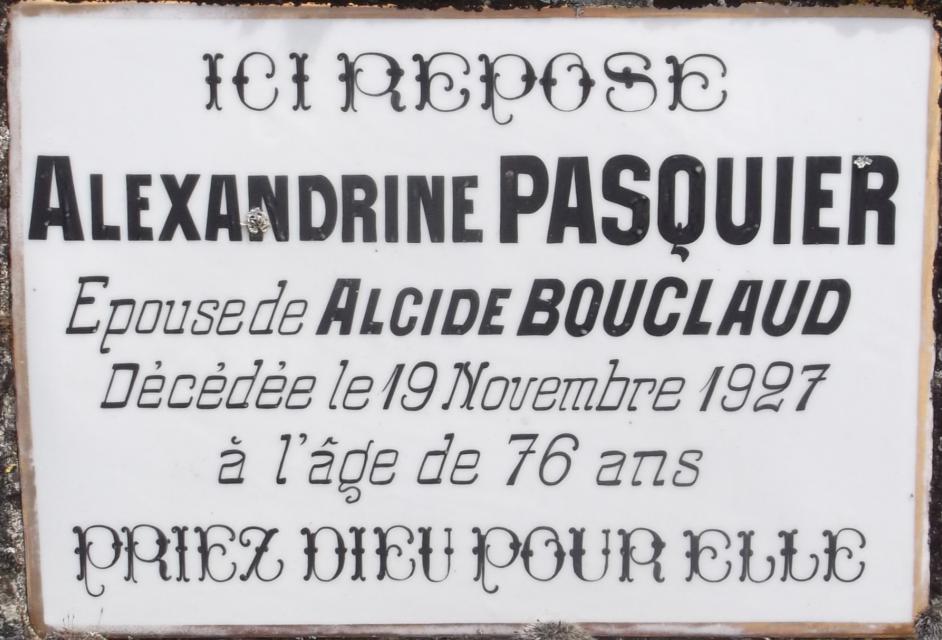 ICI REPOSE
ALEXANDRINE PASQUIER
Epouse de ALCIDE BOUCLAUD
Décédée le 19 Novembre 1927
à l'âge de 76 ans
PRIEZ DIEU POUR ELLE